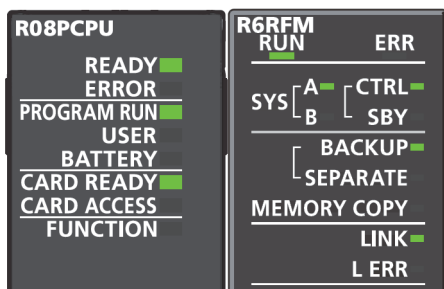 R08PCPU
READY
ERROR
PROGRAM RUN
USER
BATTERY
CARD READY
CARD ACCESS
FUNCTION
R6RFM
RUN ERR
SYS A CTRL
B SBY
BACKUP
SEPARATE
MEMORY COPY
LINK
L ERR